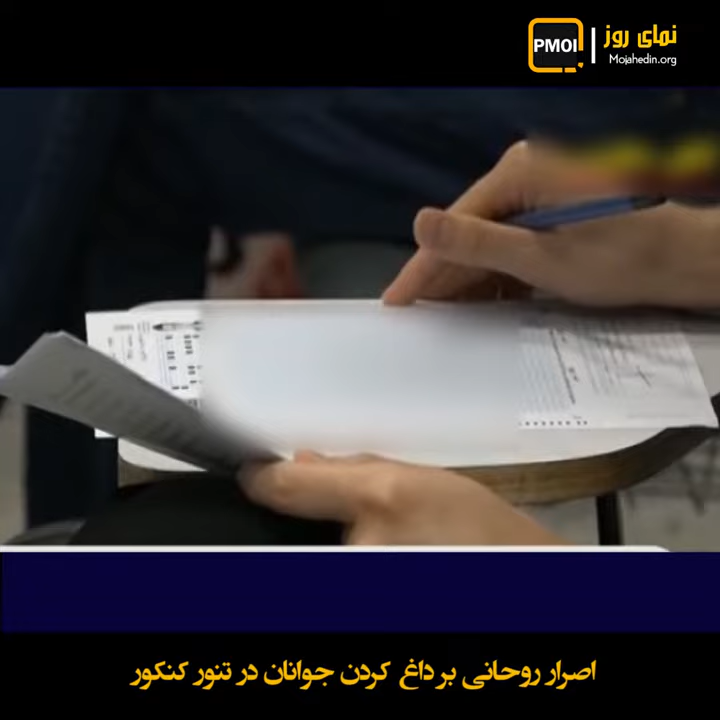 PMOI
نمای روز
Mojahedin.org
اصرار روحانی بر داغ کردن جوانان در تنور کنکور